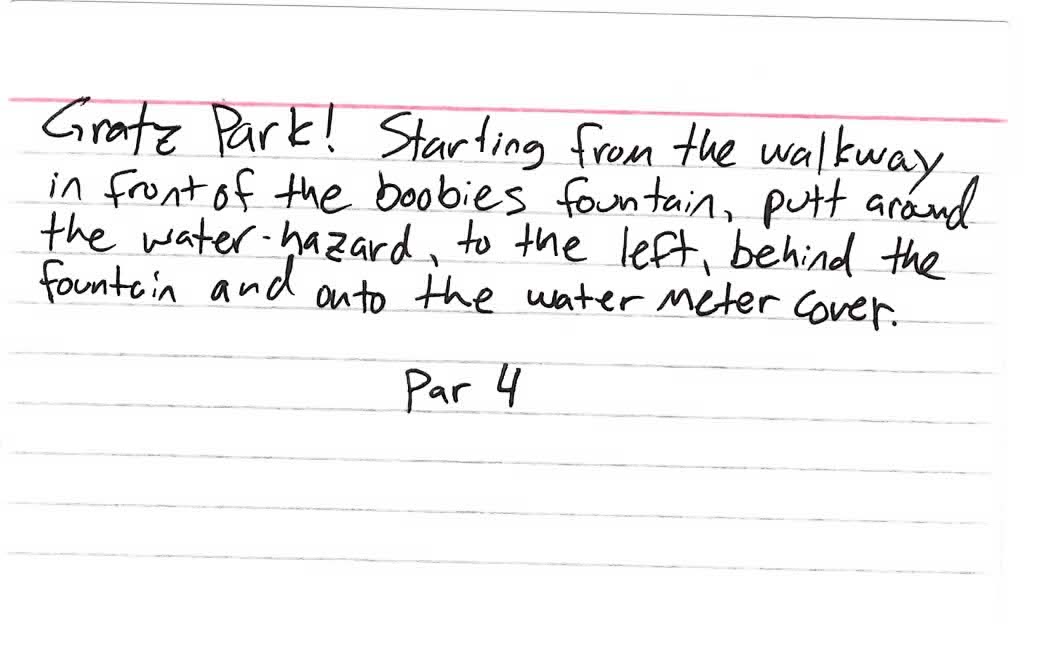 Gratz Park! Starting from the walkway
in front of the boobies fountain, putt around
the water-hazard, to the left, behind the
fountain and onto the water meter cover.
Par 4